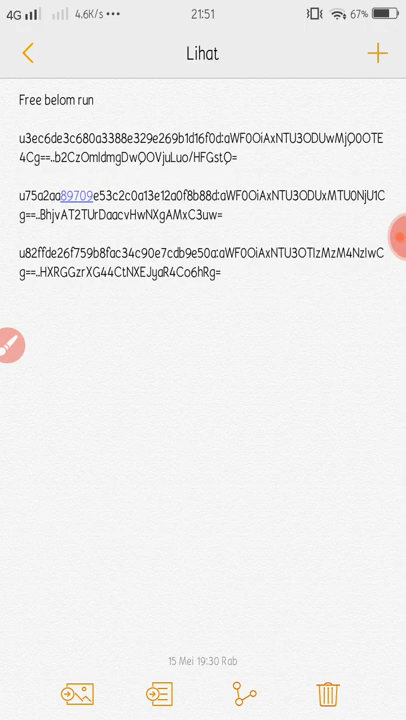 4G 4.6K/s ••• 21:51 67%
Lihat
Free belom run
u3ec6de3c680a3388e329e269b1d16f0d:aWF0OiAxNTU3ODUwMjQ0OTE
4Cg==..b2CzOmIdmgDwQOVjuLuo/HFGstQ=
u75a2aa89709e53c2c0a13e12a0f8b88d:aWF0OiAxNTU3ODUxMTU0NjU1C
g==..BhjvAT2TUrDaacvHwNXgAMxC3uw=
u82ffde26f759b8fac34c90e7cdb9e50a:aWF0OiAxNTU3OTIzMzM4NzIwC
g==..HXRGGzrXG44CtNXEJyaR4Co6hRg=
15 Mei 19:30 Rab